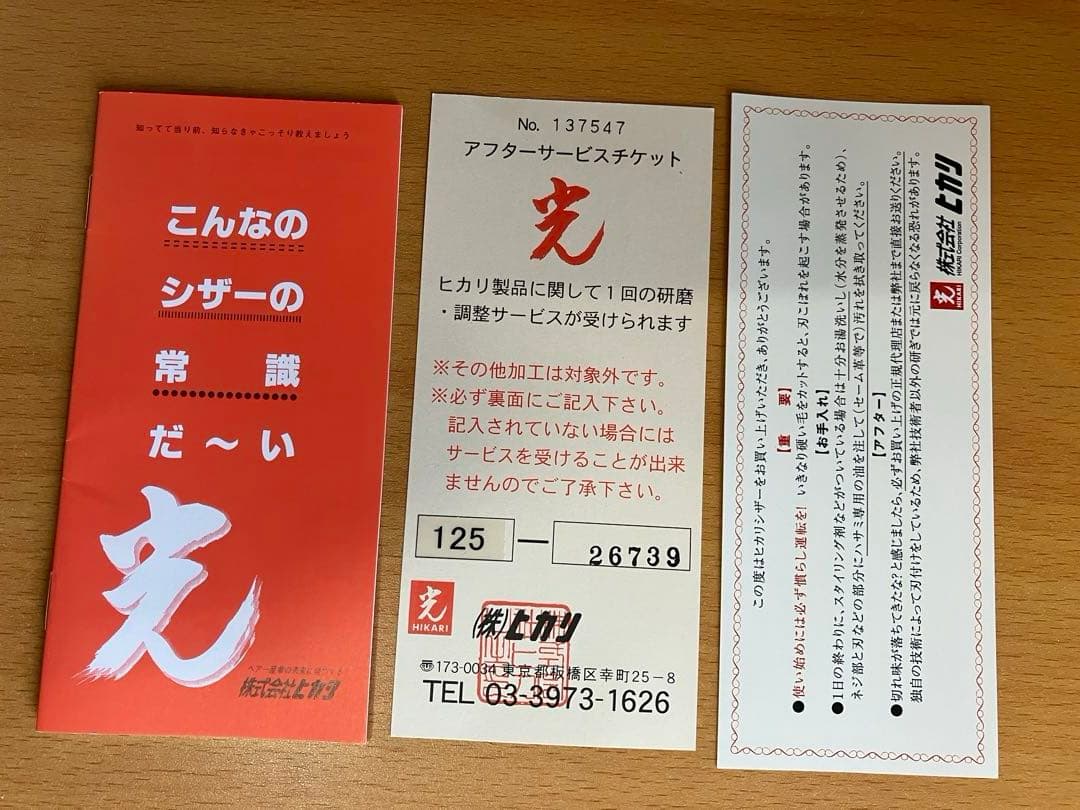 知ってて当り前、知らなきゃこっそり教えましょう
こんなの
シザーの
常 識
だ～い
光
株式会社ヒカリ
No. 137547
アフターサービスチケット
光
ヒカリ製品に関して1回の研磨
・調整サービスが受けられます
※その他加工は対象外です。
※必ず裏面にご記入下さい。
記入されていない場合には
サービスを受けることが出来
ませんのでご了承下さい。
125 － 26739
光
HIKARI
(株)ヒカリ
〒173-0034 東京都板橋区幸町25－8
TEL 03-3973-1626
この度はヒカリシザーをお買い上げいただき、ありがとうございます。
【重 要】
●使い始めには必ず慣らし運転を! いきなり硬い毛をカットすると、刃こぼれを起こす場合があります。
【お手入れ】
●1日の終わりに、スタイリング剤などがついている場合は十分お湯洗いし(水分を蒸発させるため)、
ネジ部と刃などの部分にハサミ専用の油を注して(セーム革等で)汚れを拭き取ってください。
【アフター】
●切れ味が落ちてきたな?と感じましたら、必ずお買い上げの正規代理店または弊社まで直接お送りください。
独自の技術によって刃付けをしているため、弊社技術者以外の研ぎでは元に戻らなくなる恐れがあります。
光
HIKARI
株式会社ヒカリ
HIKARI Corporation